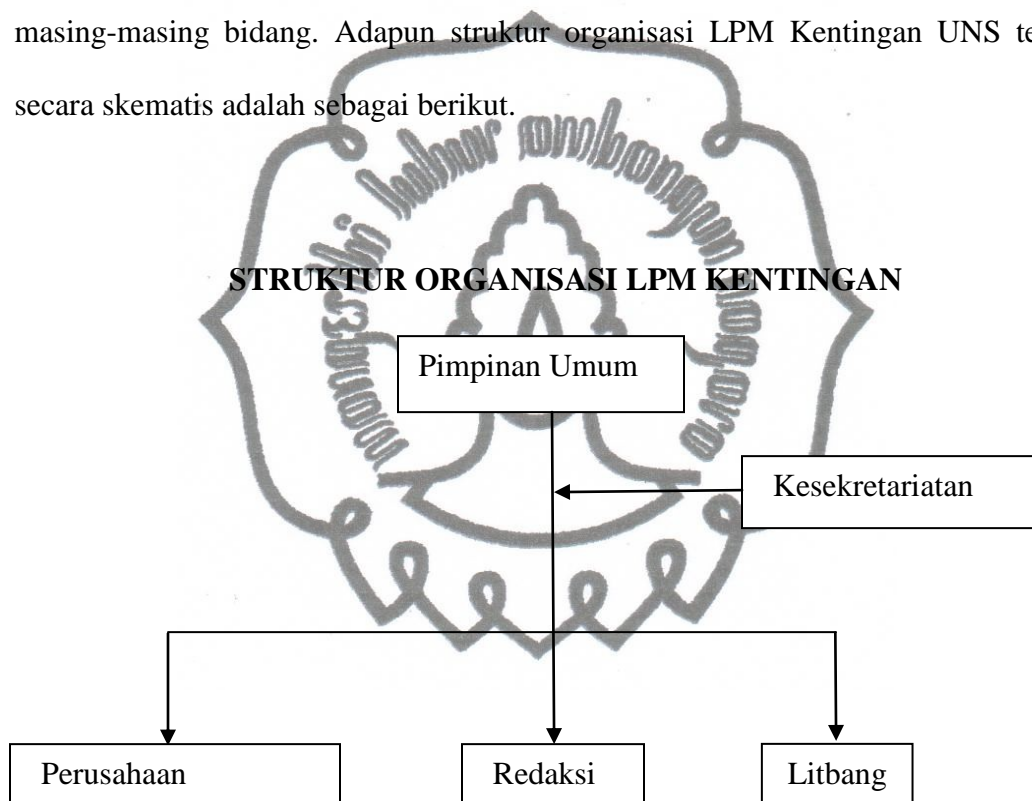 masing-masing bidang. Adapun struktur organisasi LPM Kentingan UNS te
secara skematis adalah sebagai berikut.
STRUKTUR ORGANISASI LPM KENTINGAN
Pimpinan Umum
Kesekretariatan
Perusahaan
Redaksi
Litbang